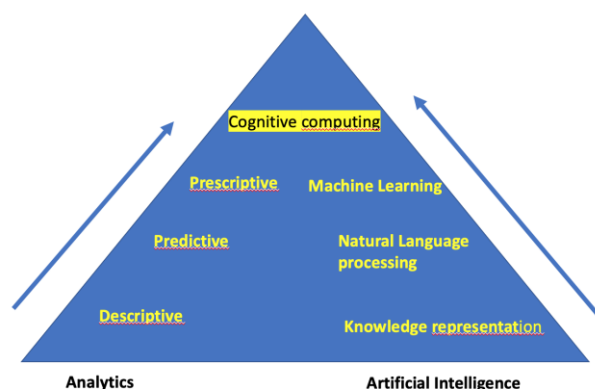 Cognitive computing
Prescriptive
Machine Learning
Predictive
Natural Language
processing
Descriptive
Knowledge representation
Analytics
Artificial Intelligence